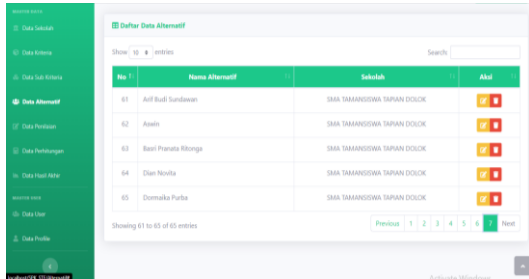 MASTER DATA
Data Sekolah
Data Kriteria
Data Sub Kriteria
Data Alternatif
Data Penilaian
Data Perhitungan
Data Hasil Akhir
MASTER USER
Data User
Data Profile
Daftar Data Alternatif
Show 10 entries Search:
No Nama Alternatif Sekolah Aksi
61 Arif Budi Sundawan SMA TAMANSISWA TAPIAN DOLOK
62 Aswin SMA TAMANSISWA TAPIAN DOLOK
63 Basri Pranata Ritonga SMA TAMANSISWA TAPIAN DOLOK
64 Dian Novita SMA TAMANSISWA TAPIAN DOLOK
65 Dormaika Purba SMA TAMANSISWA TAPIAN DOLOK
Showing 61 to 65 of 65 entries Previous 1 2 3 4 5 6 7 Next
Activate Windows